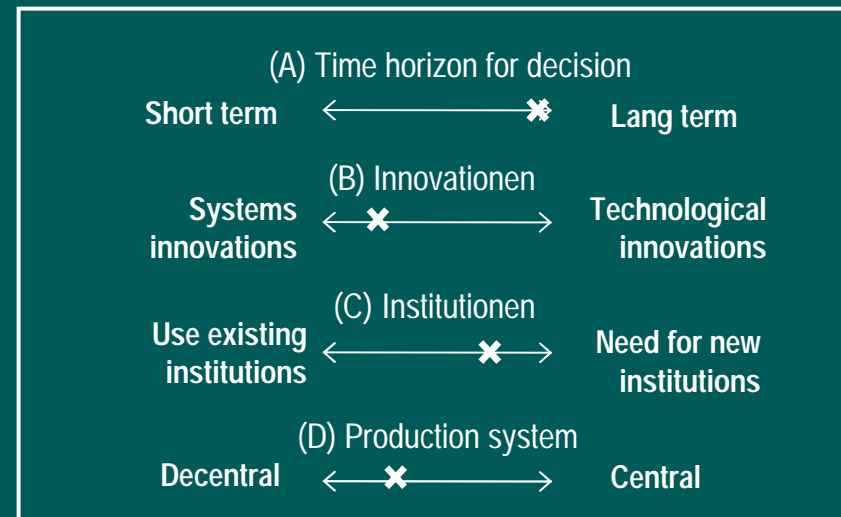 (A) Time horizon for decision
Short term
Lang term
(B) Innovationen
Systems
innovations
Technological
innovations
(C) Institutionen
Use existing
institutions
Need for new
institutions
(D) Production system
Decentral
Central